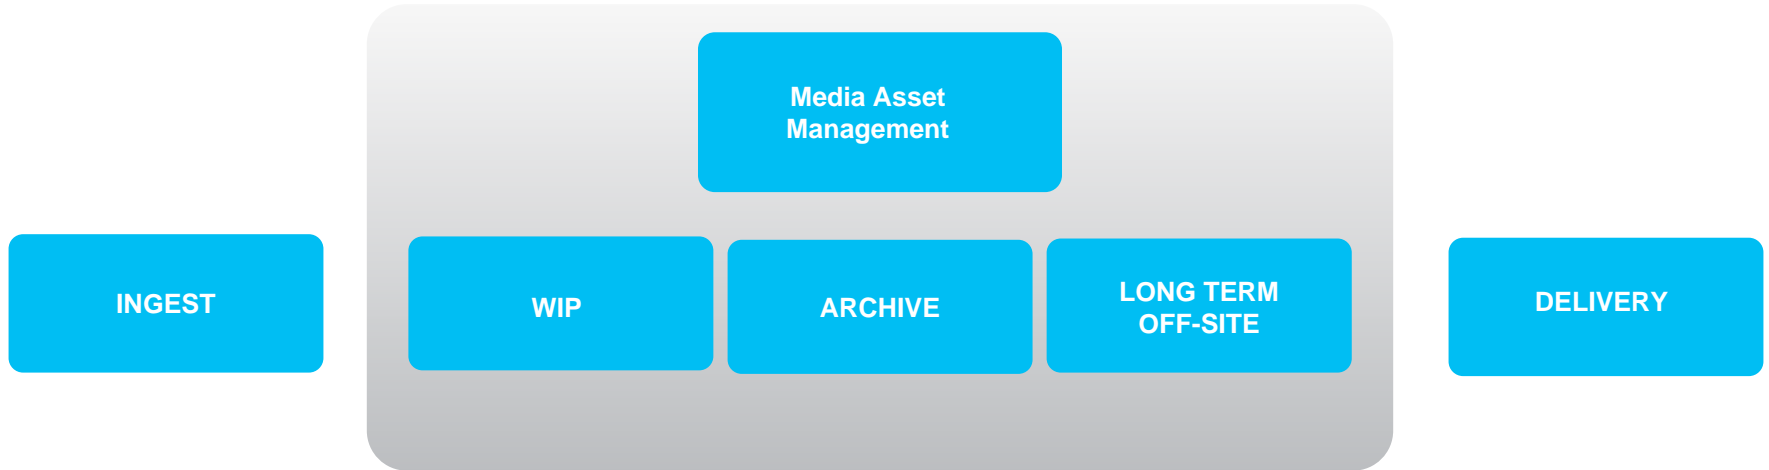 Media Asset
Management
INGEST
WIP
ARCHIVE
LONG TERM
OFF-SITE
DELIVERY